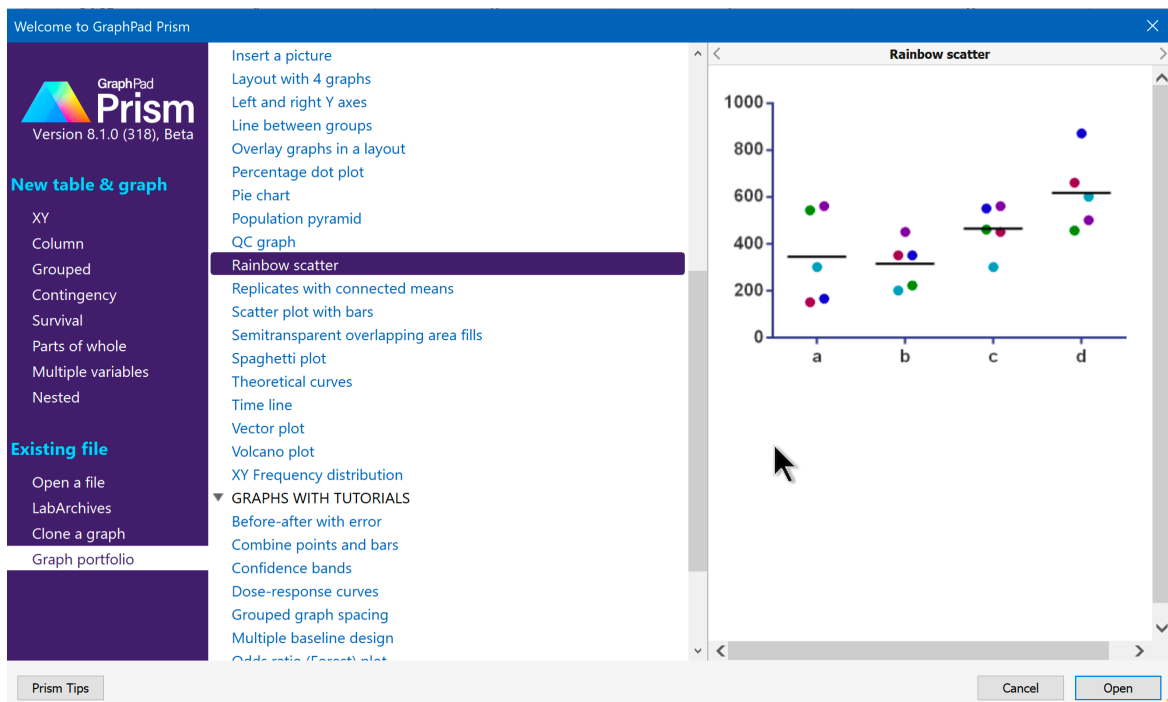 Welcome to GraphPad Prism
GraphPad
Prism
Version 8.1.0 (318), Beta
New table & graph
XY
Column
Grouped
Contingency
Survival
Parts of whole
Multiple variables
Nested
Existing file
Open a file
LabArchives
Clone a graph
Graph portfolio
Insert a picture
Layout with 4 graphs
Left and right Y axes
Line between groups
Overlay graphs in a layout
Percentage dot plot
Pie chart
Population pyramid
QC graph
Rainbow scatter
Replicates with connected means
Scatter plot with bars
Semitransparent overlapping area fills
Spaghetti plot
Theoretical curves
Time line
Vector plot
Volcano plot
XY Frequency distribution
GRAPHS WITH TUTORIALS
Before-after with error
Combine points and bars
Confidence bands
Dose-response curves
Grouped graph spacing
Multiple baseline design
Odds ratio (Forest) plot
Rainbow scatter
1000
800
600
400
200
0
a b c d
Prism Tips
Cancel
Open